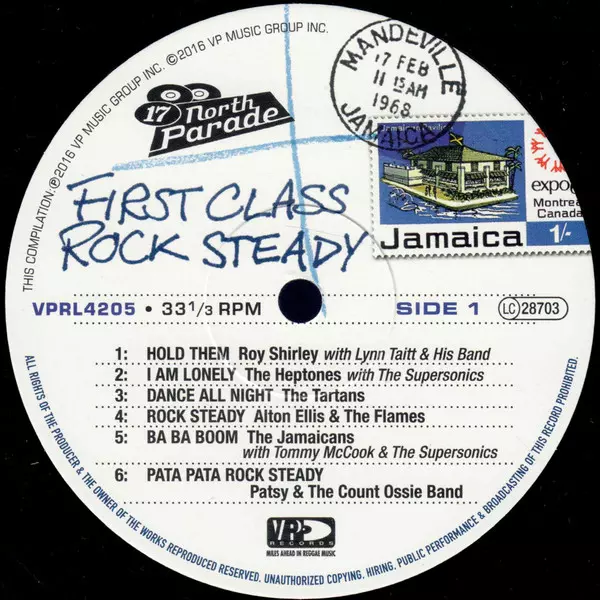 THIS COMPILATION: ℗2016 VP MUSIC GROUP INC. ©2016 VP MUSIC GROUP INC.
17 North
Parade
MANDEVILLE
17 FEB
11 15 AM
1968
JAMAICA
Jamaican Pavilion
expo
Montreal
Canada
Jamaica 1/-
FIRST CLASS
ROCK STEADY
VPRL4205 • 33 1/3 RPM
SIDE 1
LC 28703
1: HOLD THEM Roy Shirley with Lynn Taitt & His Band
2: I AM LONELY The Heptones with The Supersonics
3: DANCE ALL NIGHT The Tartans
4: ROCK STEADY Alton Ellis & The Flames
5: BA BA BOOM The Jamaicans
with Tommy McCook & The Supersonics
6: PATA PATA ROCK STEADY
Patsy & The Count Ossie Band
VP
RECORDS
MILES AHEAD IN REGGAE MUSIC
ALL RIGHTS OF THE PRODUCER & THE OWNER OF THE WORKS REPRODUCED RESERVED. UNAUTHORIZED COPYING. HIRING. PUBLIC PERFORMANCE & BROADCASTING OF THIS RECORD PROHIBITED.